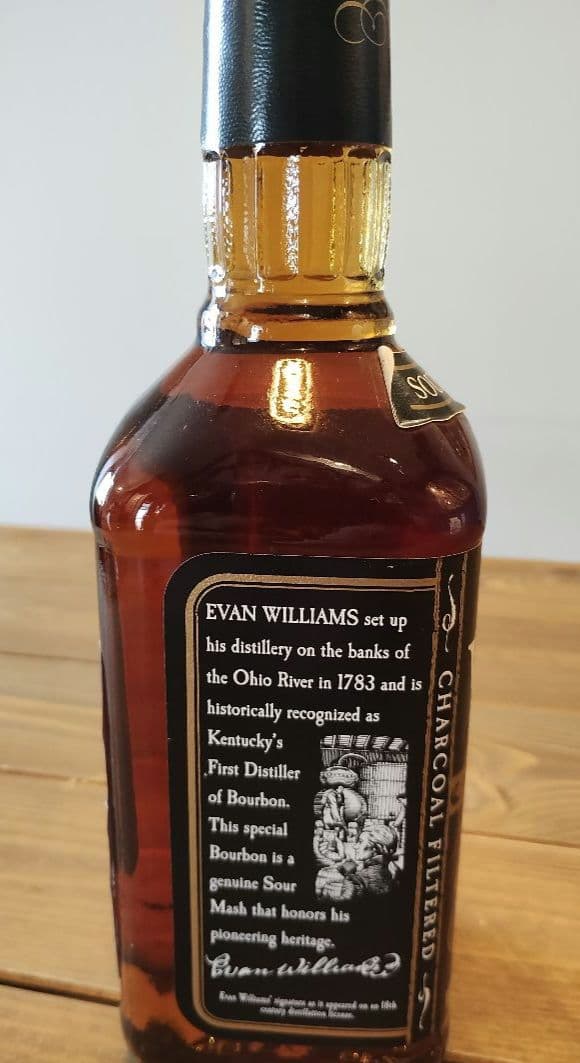 EVAN WILLIAMS set up
his distillery on the banks of
the Ohio River in 1783 and is
historically recognized as
Kentucky's
First Distiller
of Bourbon.
This special
Bourbon is a
genuine Sour
Mash that honors his
pioneering heritage.
Evan Williams
Evan Williams' signature as it appeared on an 18th
century distillation license.
CHARCOAL FILTERED